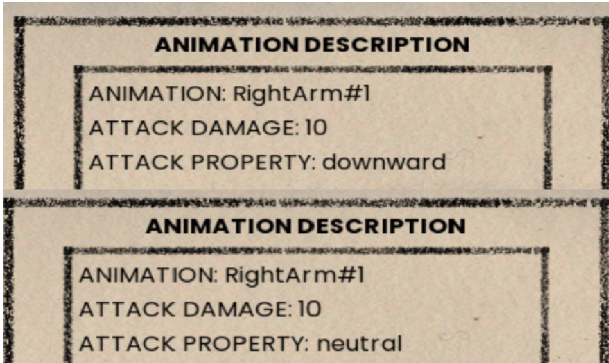 ANIMATION DESCRIPTION
ANIMATION: RightArm#1
ATTACK DAMAGE: 10
ATTACK PROPERTY: downward
ANIMATION DESCRIPTION
ANIMATION: RightArm#1
ATTACK DAMAGE: 10
ATTACK PROPERTY: neutral